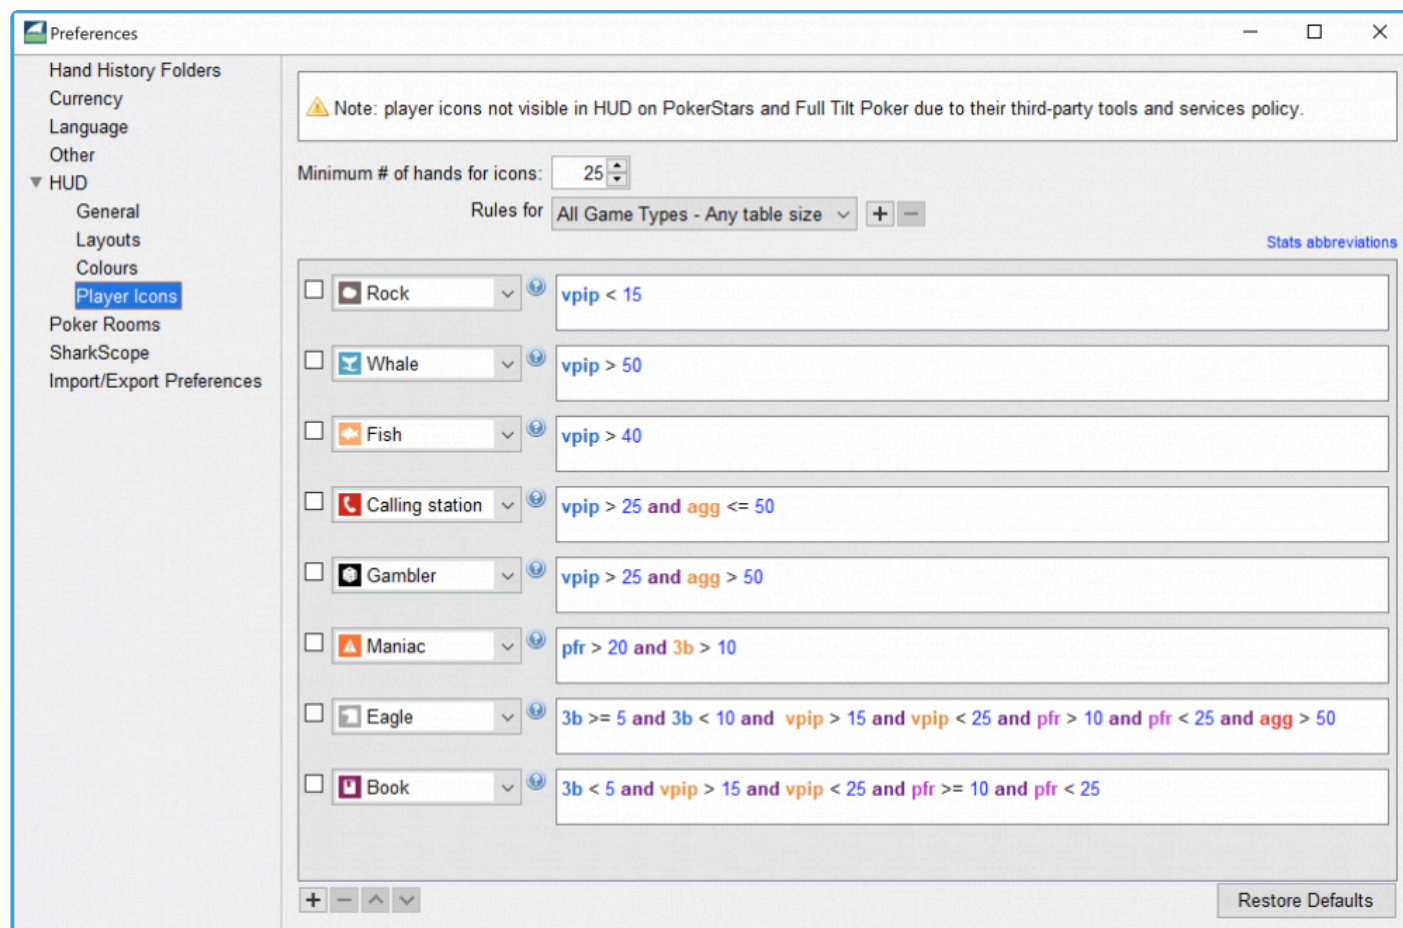 Preferences
Hand History Folders
Currency
Language
Other
HUD
General
Layouts
Colours
Player Icons
Poker Rooms
SharkScope
Import/Export Preferences
Note: player icons not visible in HUD on PokerStars and Full Tilt Poker due to their third-party tools and services policy.
Minimum # of hands for icons: 25
Rules for All Game Types - Any table size
Stats abbreviations
Rock vpip < 15
Whale vpip > 50
Fish vpip > 40
Calling station vpip > 25 and agg <= 50
Gambler vpip > 25 and agg > 50
Maniac pfr > 20 and 3b > 10
Eagle 3b >= 5 and 3b < 10 and vpip > 15 and vpip < 25 and pfr > 10 and pfr < 25 and agg > 50
Book 3b < 5 and vpip > 15 and vpip < 25 and pfr >= 10 and pfr < 25
Restore Defaults